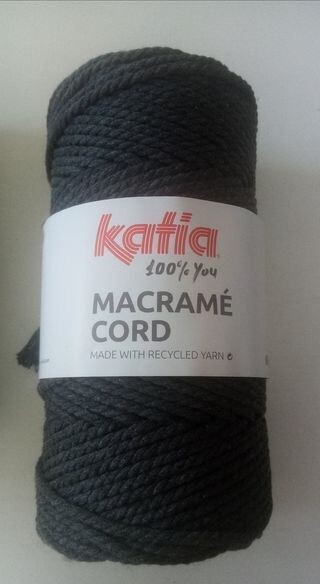 katia
100% You
MACRAMÉ
CORD
MADE WITH RECYCLED YARN